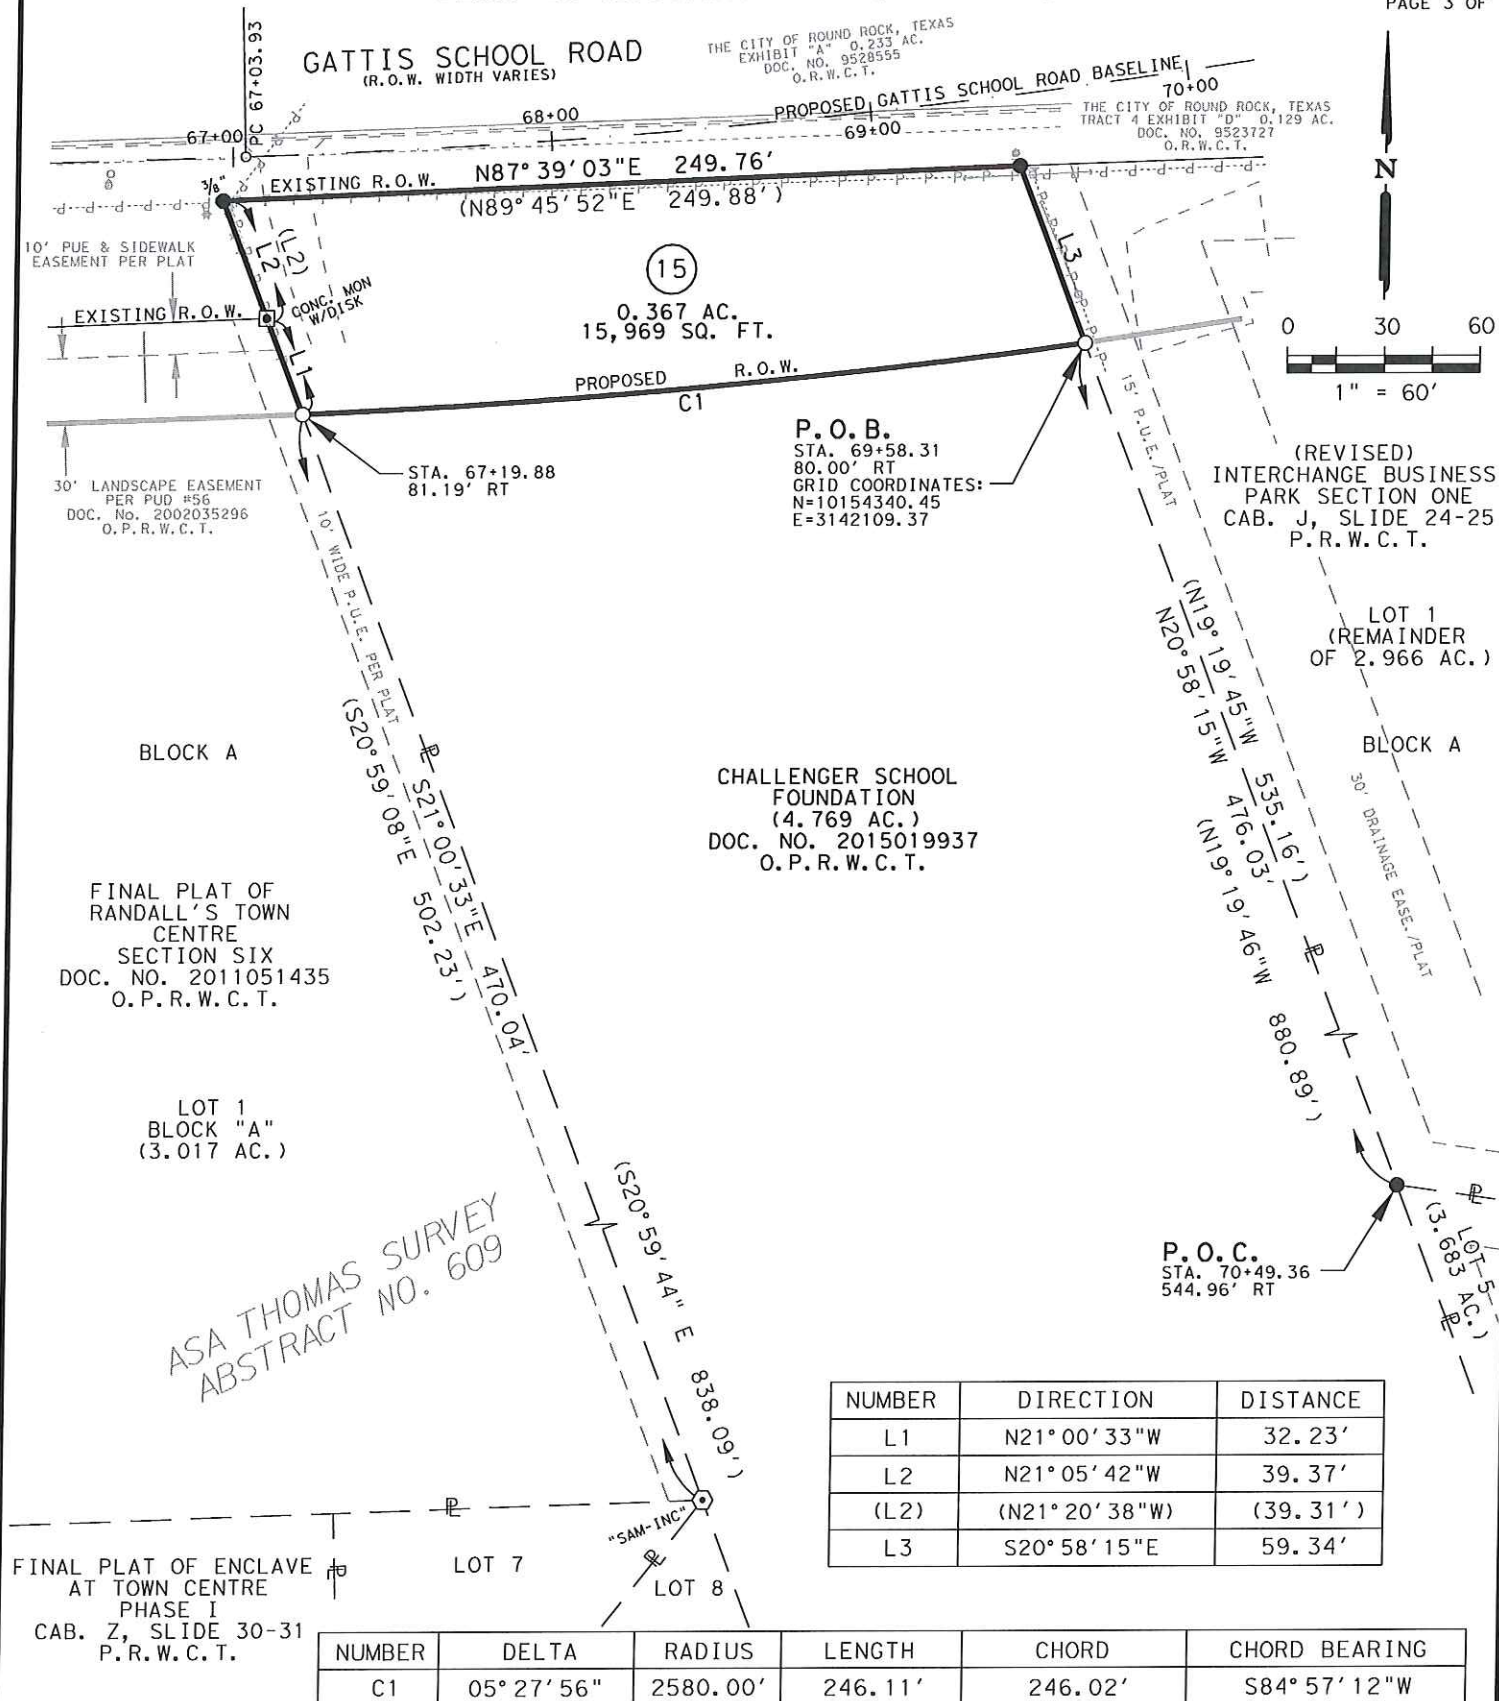 PAGE 3 OF
GATTIS SCHOOL ROAD
(R.O.W. WIDTH VARIES)
THE CITY OF ROUND ROCK, TEXAS
EXHIBIT "A" 0.233 AC.
DOC. NO. 9528555
O.R.W.C.T.
PC 67+03.93
67+00
68+00
PROPOSED GATTIS SCHOOL ROAD BASELINE
69+00
70+00
THE CITY OF ROUND ROCK, TEXAS
TRACT 4 EXHIBIT "D" 0.129 AC.
DOC. NO. 9523727
O.R.W.C.T.
N
3/8"
EXISTING R.O.W.
N87°39'03"E 249.76'
(N89°45'52"E 249.88')
10' PUE & SIDEWALK
EASEMENT PER PLAT
EXISTING R.O.W.
L2
(L2)
CONC. MON
W/DISK
L1
L3
15
0.367 AC.
15,969 SQ. FT.
PROPOSED R.O.W.
C1
0 30 60
1" = 60'
P.O.B.
STA. 69+58.31
80.00' RT
GRID COORDINATES:
N=10154340.45
E=3142109.37
STA. 67+19.88
81.19' RT
30' LANDSCAPE EASEMENT
PER PUD #56
DOC. No. 2002035296
O.P.R.W.C.T.
10' WIDE P.U.E. PER PLAT
15' P.U.E./PLAT
(REVISED)
INTERCHANGE BUSINESS
PARK SECTION ONE
CAB. J, SLIDE 24-25
P.R.W.C.T.
LOT 1
(REMAINDER
OF 2.966 AC.)
BLOCK A
(N19°19'45"W 535.16')
N20°58'15"W 476.03'
(N19°19'46"W 880.89')
30' DRAINAGE EASE./PLAT
BLOCK A
(S20°59'08"E 502.23')
S21°00'33"E 470.04'
CHALLENGER SCHOOL
FOUNDATION
(4.769 AC.)
DOC. NO. 2015019937
O.P.R.W.C.T.
FINAL PLAT OF
RANDALL'S TOWN
CENTRE
SECTION SIX
DOC. NO. 2011051435
O.P.R.W.C.T.
LOT 1
BLOCK "A"
(3.017 AC.)
(S20°59'44" E 838.09')
ASA THOMAS SURVEY
ABSTRACT NO. 609
P.O.C.
STA. 70+49.36
544.96' RT
LOT 5
(3.683 AC.)
NUMBER DIRECTION DISTANCE
L1 N21°00'33"W 32.23'
L2 N21°05'42"W 39.37'
(L2) (N21°20'38"W) (39.31')
L3 S20°58'15"E 59.34'
"SAM-INC"
LOT 7
LOT 8
FINAL PLAT OF ENCLAVE
AT TOWN CENTRE
PHASE I
CAB. Z, SLIDE 30-31
P.R.W.C.T.
NUMBER DELTA RADIUS LENGTH CHORD CHORD BEARING
C1 05°27'56" 2580.00' 246.11' 246.02' S84°57'12"W